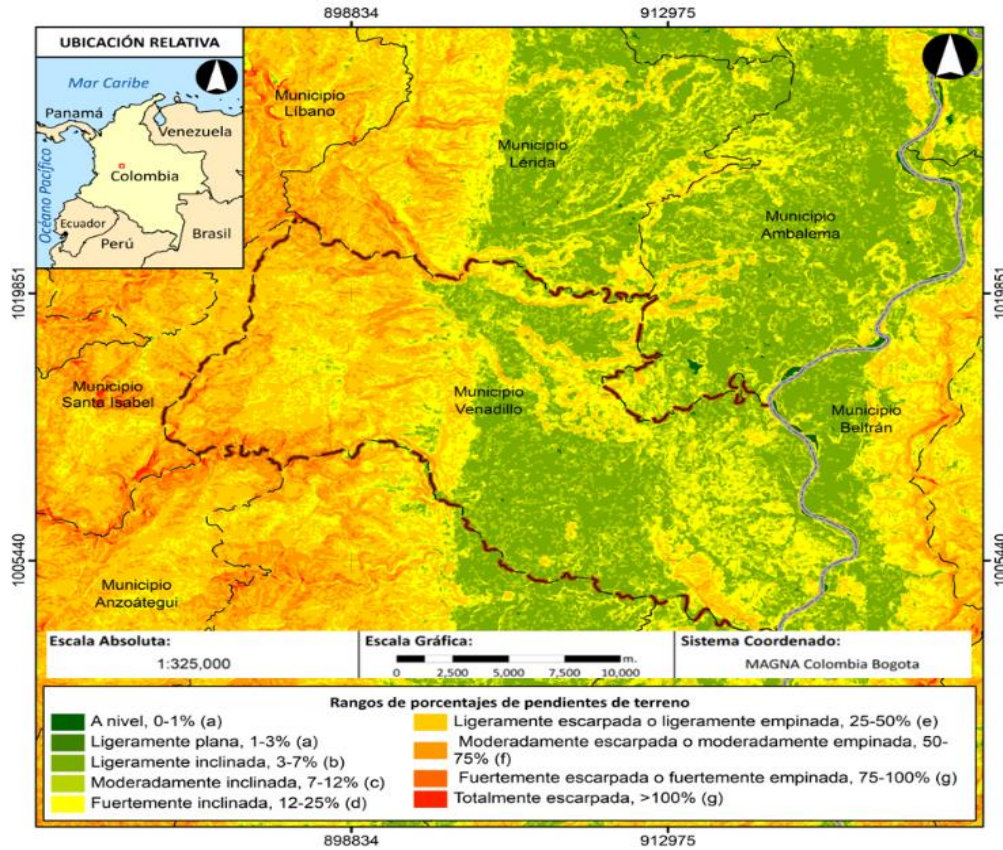 898834
912975
UBICACIÓN RELATIVA
Mar Caribe
Panamá
Venezuela
Océano Pacífico
Colombia
Ecuador
Perú
Brasil
Municipio
Líbano
Municipio
Lérida
Municipio
Ambalema
1019851
1019851
Municipio
Santa Isabel
Municipio
Venadillo
Municipio
Beltrán
1005440
1005440
Municipio
Anzoátegui
Escala Absoluta:
1:325,000
Escala Gráfica:
m.
0 2,500 5,000 7,500 10,000
Sistema Coordenado:
MAGNA Colombia Bogota
Rangos de porcentajes de pendientes de terreno
A nivel, 0-1% (a)
Ligeramente plana, 1-3% (a)
Ligeramente inclinada, 3-7% (b)
Moderadamente inclinada, 7-12% (c)
Fuertemente inclinada, 12-25% (d)
Ligeramente escarpada o ligeramente empinada, 25-50% (e)
Moderadamente escarpada o moderadamente empinada, 50-
75% (f)
Fuertemente escarpada o fuertemente empinada, 75-100% (g)
Totalmente escarpada, >100% (g)
898834
912975